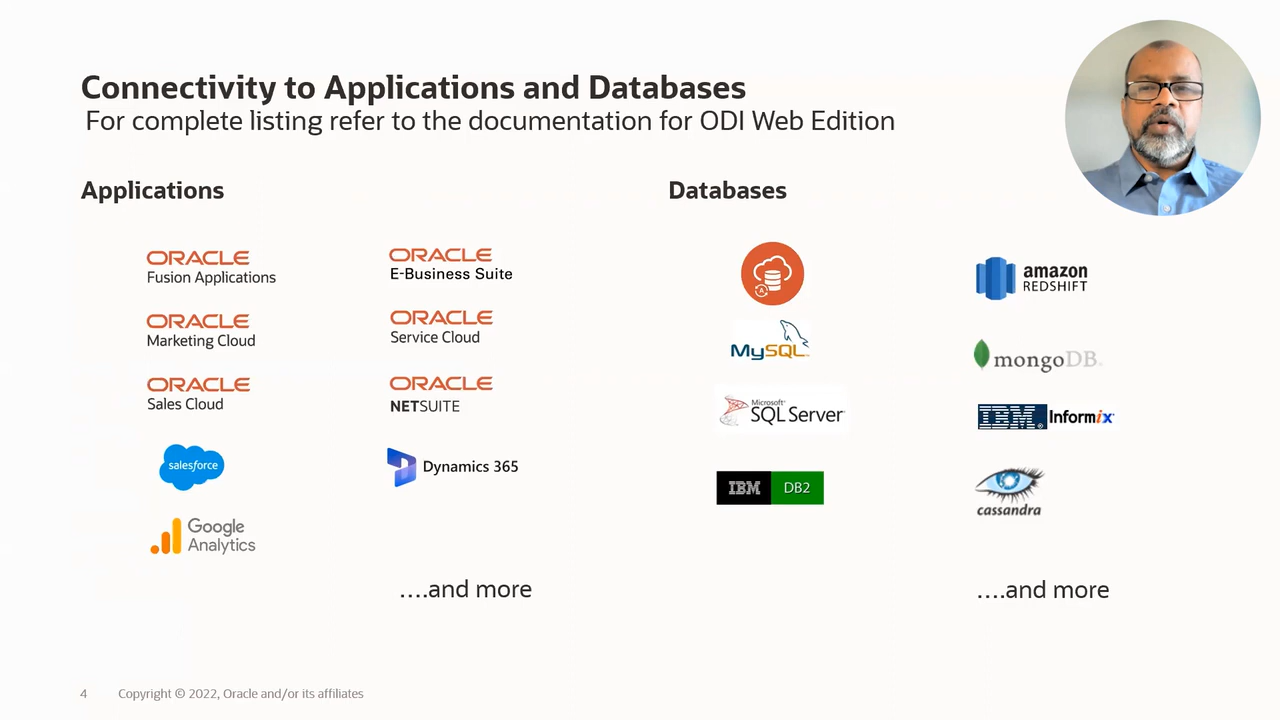 Connectivity to Applications and Databases
For complete listing refer to the documentation for ODI Web Edition
Applications
ORACLE
Fusion Applications
ORACLE
E-Business Suite
ORACLE
Marketing Cloud
ORACLE
Service Cloud
ORACLE
Sales Cloud
ORACLE
NETSUITE
salesforce
Dynamics 365
Google
Analytics
....and more
Databases
A
amazon
REDSHIFT
MySQL
mongoDB
Microsoft
SQL Server
IBM Informix
IBM DB2
cassandra
....and more
4 Copyright © 2022, Oracle and/or its affiliates